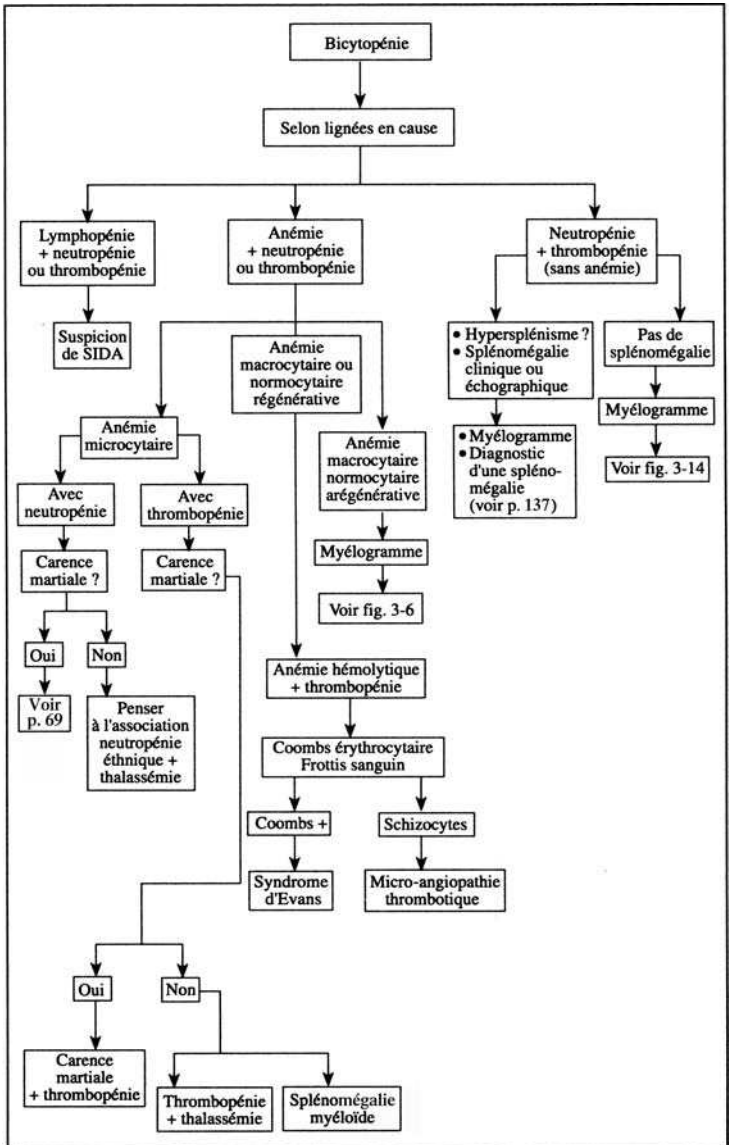 Bicytopénie
Selon lignées en cause
Lymphopénie
+ neutropénie
ou thrombopénie
Anémie
+ neutropénie
ou thrombopénie
Neutropénie
+ thrombopénie
(sans anémie)
Suspicion
de SIDA
Anémie
microcytaire
Avec
neutropénie
Avec
thrombopénie
Carence
martiale ?
Carence
martiale ?
Oui
Non
Voir
p. 69
Penser
à l'association
neutropénie
éthnique +
thalassémie
Oui
Non
Carence
martiale
+ thrombopénie
Thrombopénie
+ thalassémie
Splénomégalie
myéloïde
Anémie
macrocytaire ou
normocytaire
régénérative
Anémie
macrocytaire
normocytaire
arégénérative
Myélogramme
Voir fig. 3-6
Anémie hémolytique
+ thrombopénie
Coombs érythrocytaire
Frottis sanguin
Coombs +
Schizocytes
Syndrome
d'Evans
Micro-angiopathie
thrombotique
• Hypersplénisme ?
• Splénomégalie
clinique ou
échographique
• Myélogramme
• Diagnostic
d'une spléno-
mégalie
(voir p. 137)
Pas de
splénomégalie
Myélogramme
Voir fig. 3-14